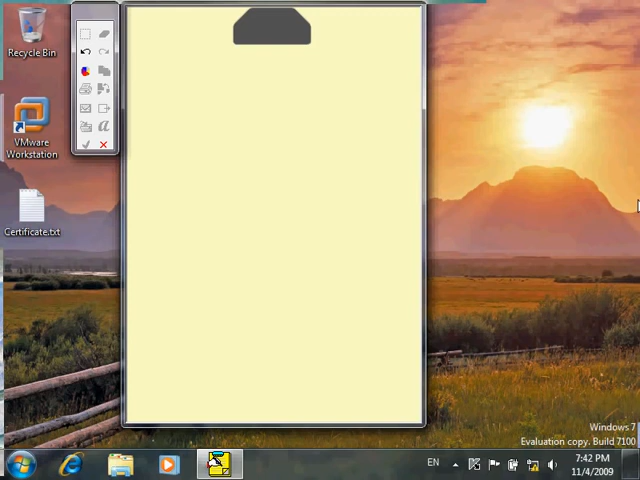 Recycle Bin
VMware
Workstation
Certificate.txt
Windows 7
Evaluation copy. Build 7100
EN
7:42 PM
11/4/2009